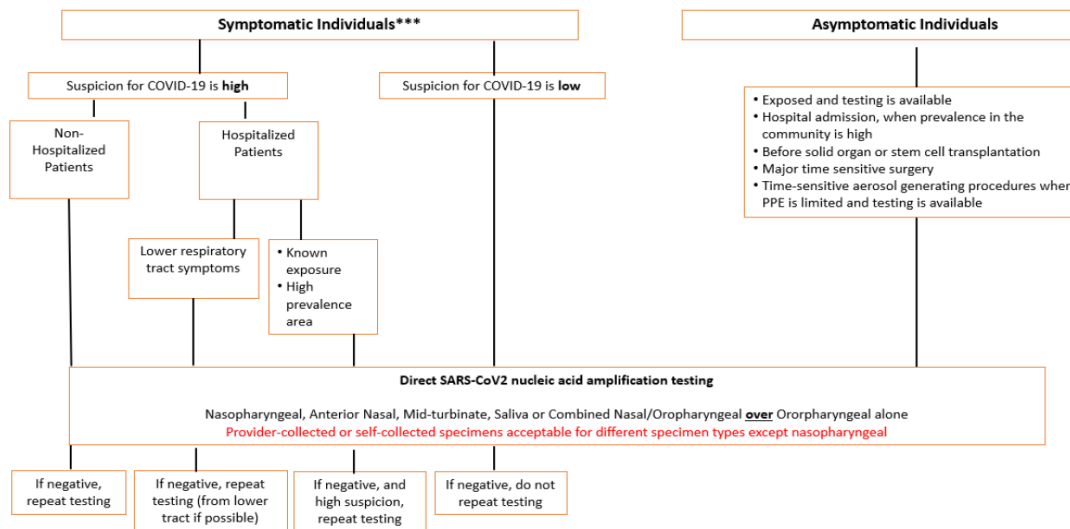 Symptomatic Individuals***
Asymptomatic Individuals
Suspicion for COVID-19 is high
Suspicion for COVID-19 is low
Non-
Hospitalized
Patients
Hospitalized
Patients
• Exposed and testing is available
• Hospital admission, when prevalence in the
community is high
• Before solid organ or stem cell transplantation
• Major time sensitive surgery
• Time-sensitive aerosol generating procedures when
PPE is limited and testing is available
Lower respiratory
tract symptoms
• Known
exposure
• High
prevalence
area
Direct SARS-CoV2 nucleic acid amplification testing
Nasopharyngeal, Anterior Nasal, Mid-turbinate, Saliva or Combined Nasal/Oropharyngeal over Ororpharyngeal alone
Provider-collected or self-collected specimens acceptable for different specimen types except nasopharyngeal
If negative,
repeat testing
If negative, repeat
testing (from lower
tract if possible)
If negative, and
high suspicion,
repeat testing
If negative, do not
repeat testing